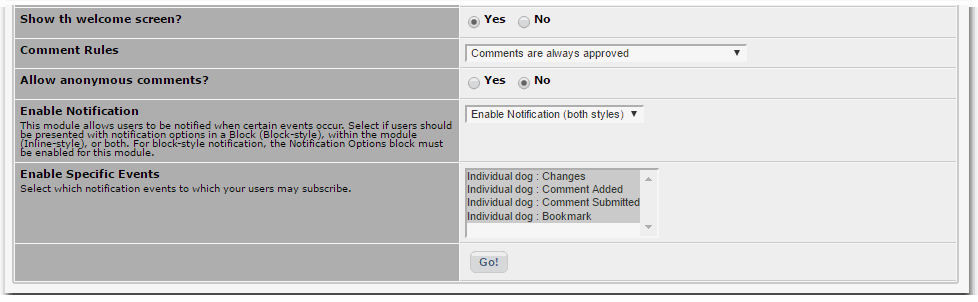 Show th welcome screen?
Yes No
Comment Rules
Comments are always approved
Allow anonymous comments?
Yes No
Enable Notification
This module allows users to be notified when certain events occur. Select if users should
be presented with notification options in a Block (Block-style), within the module
(Inline-style), or both. For block-style notification, the Notification Options block must
be enabled for this module.
Enable Notification (both styles)
Enable Specific Events
Select which notification events to which your users may subscribe.
Individual dog : Changes
Individual dog : Comment Added
Individual dog : Comment Submitted
Individual dog : Bookmark
Go!